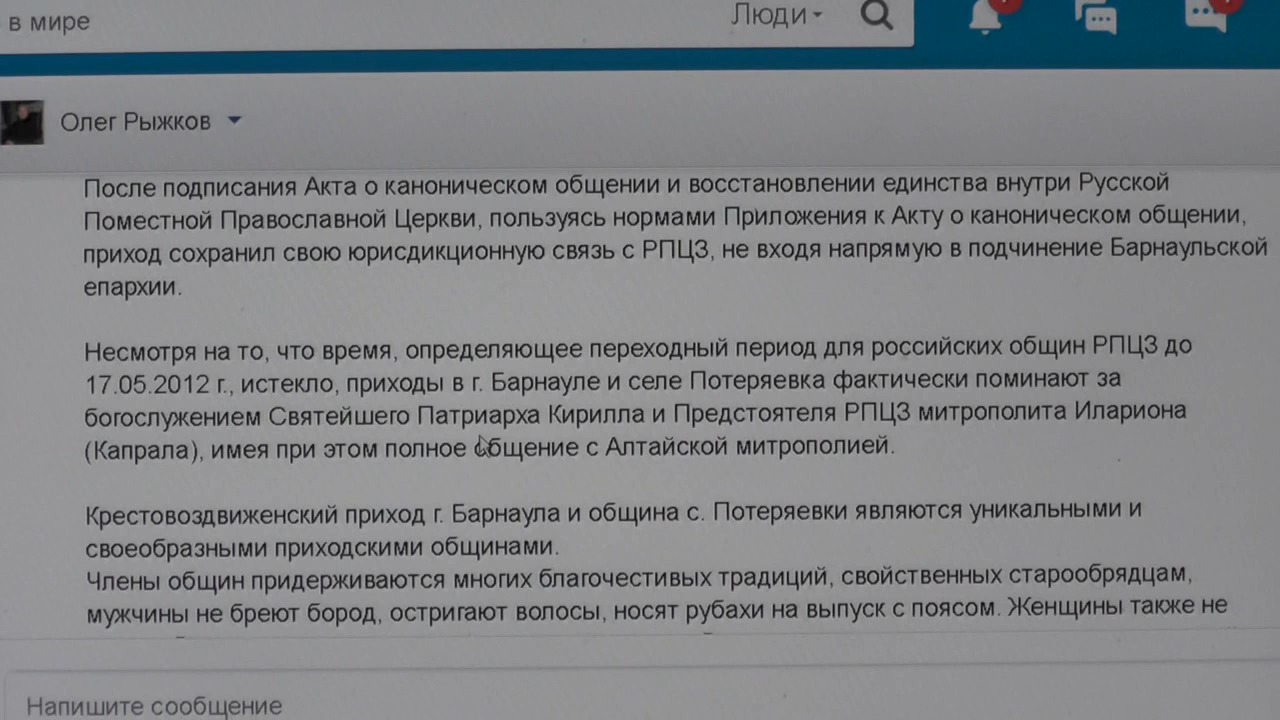 в мире
Люди
Олег Рыжков
После подписания Акта о каноническом общении и восстановлении единства внутри Русской
Поместной Православной Церкви, пользуясь нормами Приложения к Акту о каноническом общении,
приход сохранил свою юрисдикционную связь с РПЦЗ, не входя напрямую в подчинение Барнаульской
епархии.
Несмотря на то, что время, определяющее переходный период для российских общин РПЦЗ до
17.05.2012 г., истекло, приходы в г. Барнауле и селе Потеряевка фактически поминают за
богослужением Святейшего Патриарха Кирилла и Предстоятеля РПЦЗ митрополита Илариона
(Капрала), имея при этом полное общение с Алтайской митрополией.
Крестовоздвиженский приход г. Барнаула и община с. Потеряевки являются уникальными и
своеобразными приходскими общинами.
Члены общин придерживаются многих благочестивых традиций, свойственных старообрядцам,
мужчины не бреют бород, остригают волосы, носят рубахи на выпуск с поясом. Женщины также не
Напишите сообщение